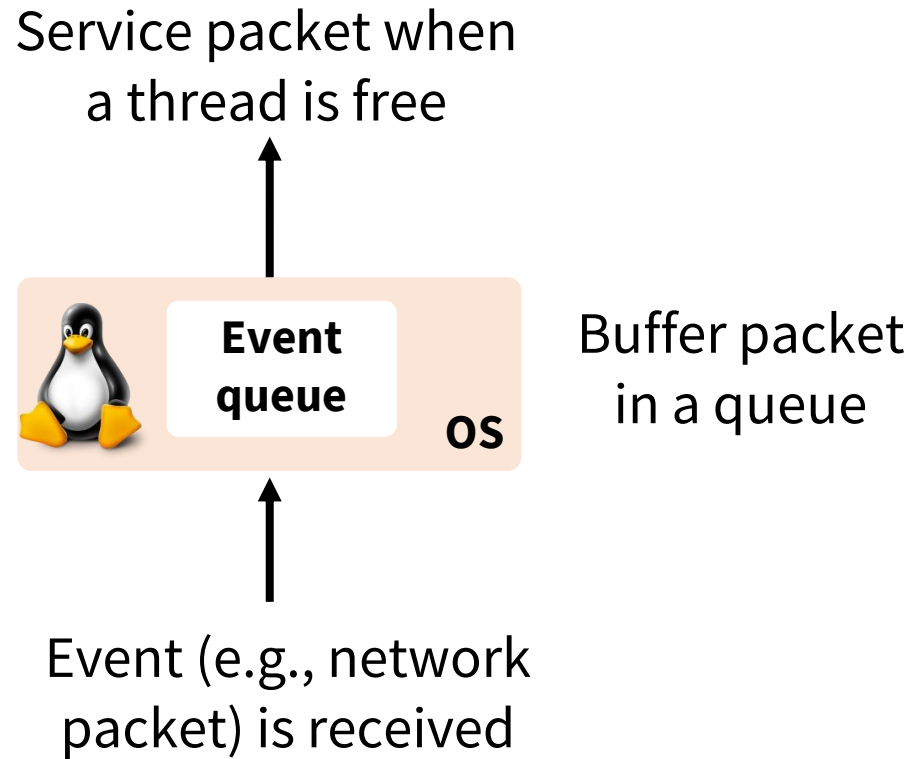 Service packet when
a thread is free
Event
queue
OS
Buffer packet
in a queue
Event (e.g., network
packet) is received